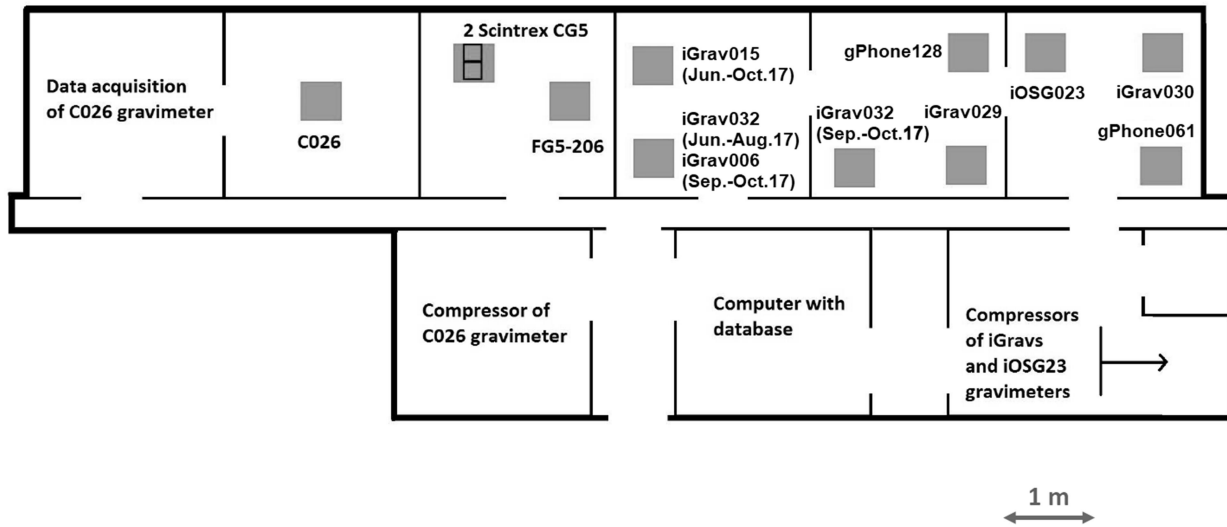 Data acquisition
of C026 gravimeter
C026
2 Scintrex CG5
FG5-206
iGrav015
(Jun.-Oct.17)
iGrav032
(Jun.-Aug.17)
iGrav006
(Sep.-Oct.17)
gPhone128
iGrav032
(Sep.-Oct.17)
iGrav029
iOSG023
iGrav030
gPhone061
Compressor of
C026 gravimeter
Computer with
database
Compressors
of iGravs
and iOSG23
gravimeters
1 m